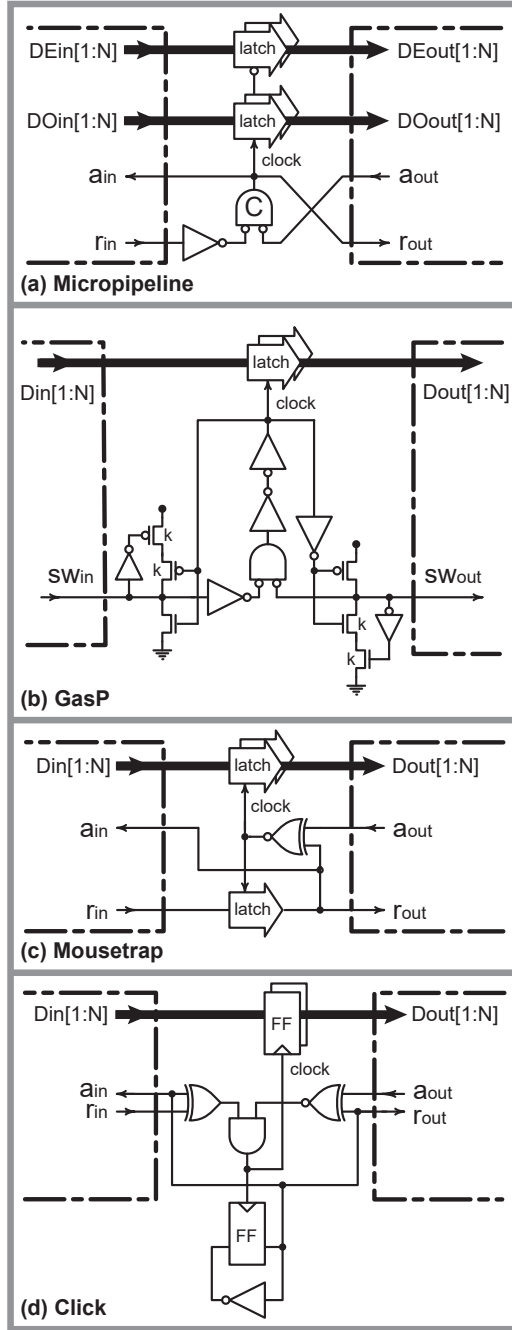 DEin[1:N] latch DEout[1:N]
DOin[1:N] latch DOout[1:N]
clock
ain aout
C
rin rout
(a) Micropipeline
latch
Din[1:N] clock Dout[1:N]
k
k
swin swout
k
k
(b) GasP
Din[1:N] latch Dout[1:N]
clock
ain aout
rin latch rout
(c) Mousetrap
Din[1:N] FF Dout[1:N]
clock
ain aout
rin rout
FF
(d) Click